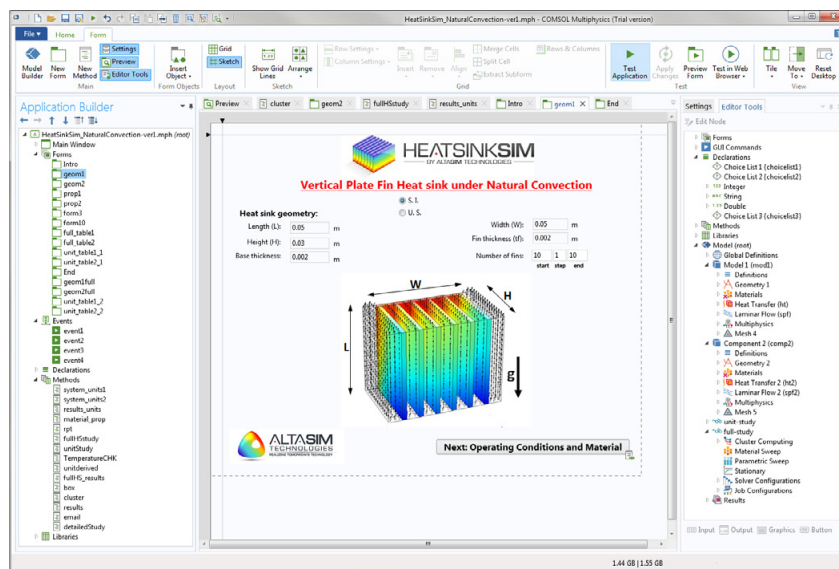 HeatSinkSim_NaturalConvection-ver1.mph - COMSOL Multiphysics (Trial version)
File Home Form
Model Builder
New Form
New Method
Settings
Preview
Editor Tools
Main
Insert Object
Form Objects
Grid
Sketch
Layout
Show Grid Lines
Arrange
Sketch
Row Settings
Column Settings
Insert
Remove
Align
Merge Cells
Split Cell
Extract Subform
Rows & Columns
Grid
Test Application
Apply Changes
Preview Form
Test in Web Browser
Test
Tile
Move To
Reset Desktop
View
Application Builder
HeatSinkSim_NaturalConvection-ver1.mph (root)
Main Window
Forms
Intro
geom1
geom2
prop1
prop2
form3
form10
full_table1
full_table2
unit_table1_1
unit_table2_1
End
geom1full
geom2full
unit_table1_2
unit_table2_2
Events
event1
event2
event3
event4
Declarations
Methods
system_units1
system_units2
results_units
material_prop
rpt
fullHSstudy
unitStudy
TemperatureCHK
unitderived
fullHS_results
box
cluster
results
email
detailedStudy
Libraries
Preview cluster geom2 fullHSstudy results_units Intro geom1 End
HEATSINKSIM
BY ALTASIM TECHNOLOGIES
Vertical Plate Fin Heat sink under Natural Convection
S. I.
U. S.
Heat sink geometry:
Length (L): 0.05 m
Height (H): 0.03 m
Base thickness: 0.002 m
Width (W): 0.05 m
Fin thickness (tf): 0.002 m
Number of fins: 10 1 10
start step end
W
H
L
g
ALTASIM
TECHNOLOGIES
REALIZING TOMORROW'S TECHNOLOGY
Next: Operating Conditions and Material
Settings Editor Tools
Edit Node
Forms
GUI Commands
Declarations
Choice List 1 {choicelist1}
Choice List 2 {choicelist2}
Integer
String
Double
Choice List 3 {choicelist3}
Methods
Libraries
Model (root)
Global Definitions
Model 1 (mod1)
Definitions
Geometry 1
Materials
Heat Transfer (ht)
Laminar Flow (spf)
Multiphysics
Mesh 4
Component 2 (comp2)
Definitions
Geometry 2
Materials
Heat Transfer 2 (ht2)
Laminar Flow 2 (spf2)
Multiphysics
Mesh 5
unit-study
full-study
Cluster Computing
Material Sweep
Parametric Sweep
Stationary
Solver Configurations
Job Configurations
Results
Input Output Graphics Button
1.44 GB | 1.55 GB